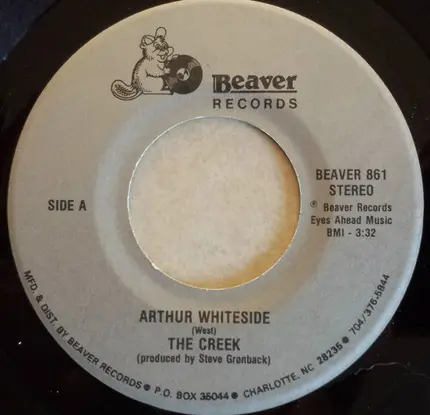 Beaver
RECORDS
BEAVER 861
STEREO
SIDE A
℗ Beaver Records
Eyes Ahead Music
BMI - 3:32
ARTHUR WHITESIDE
(West)
THE CREEK
(produced by Steve Grønback)
MFD. & DIST. BY BEAVER RECORDS ● P.O. BOX 35044 ● CHARLOTTE, NC 28235 ● 704/376-5844